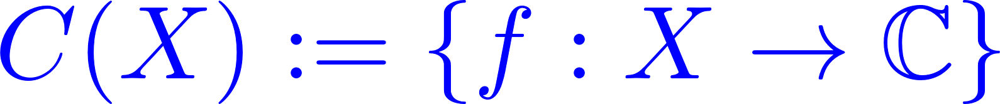 C(X) := {f : X → ℂ}